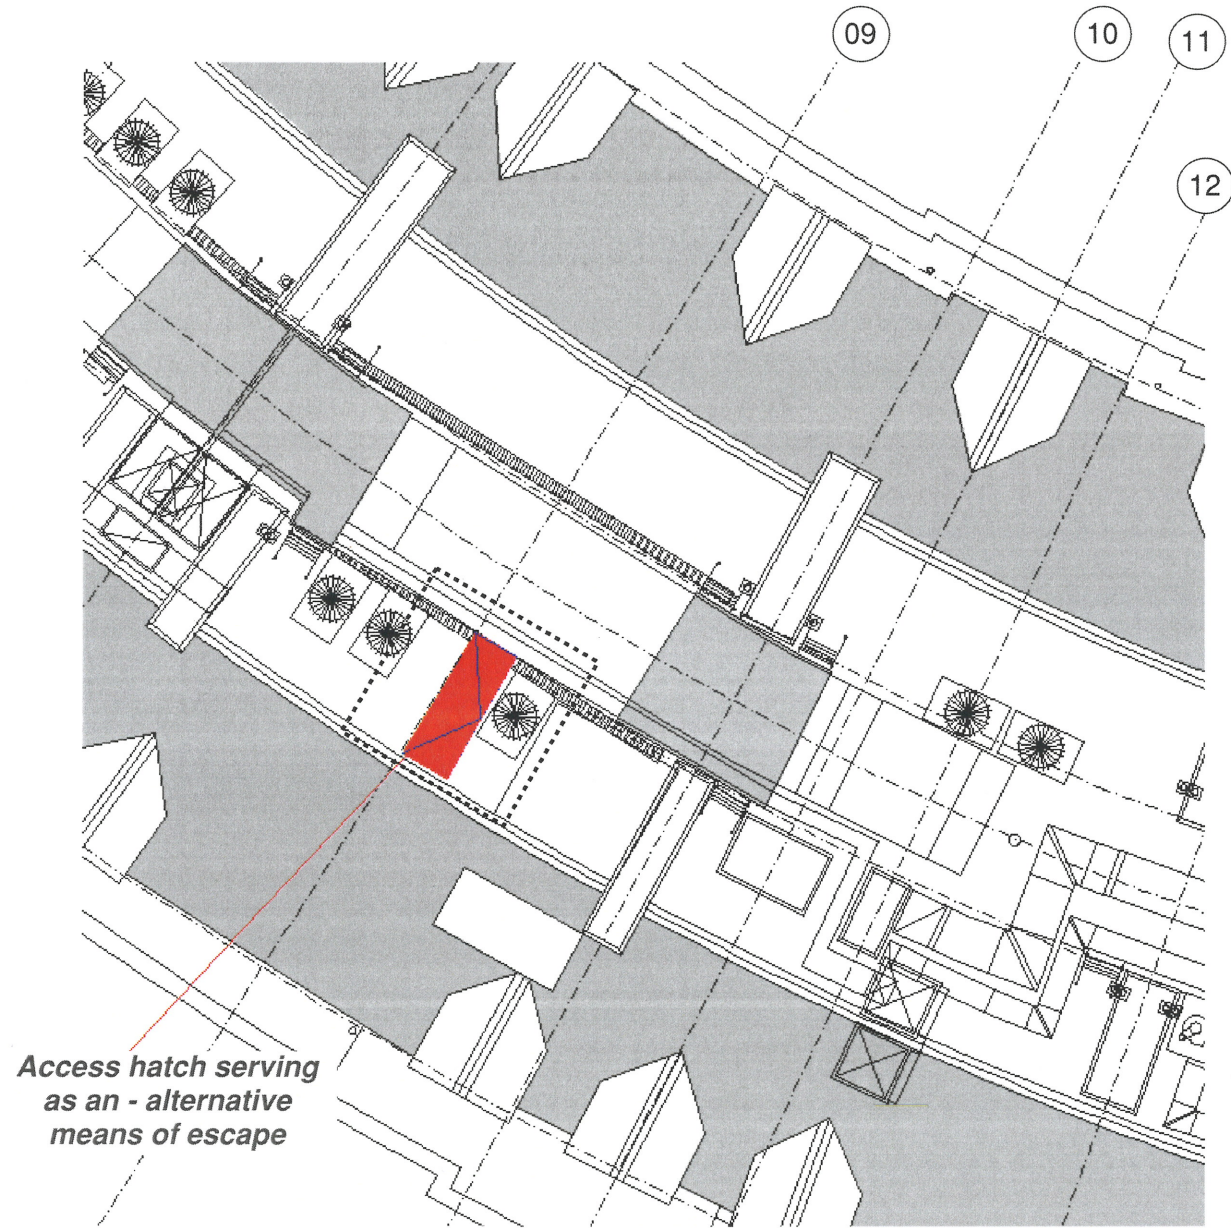 09
10
11
12
Access hatch serving
as an - alternative
means of escape